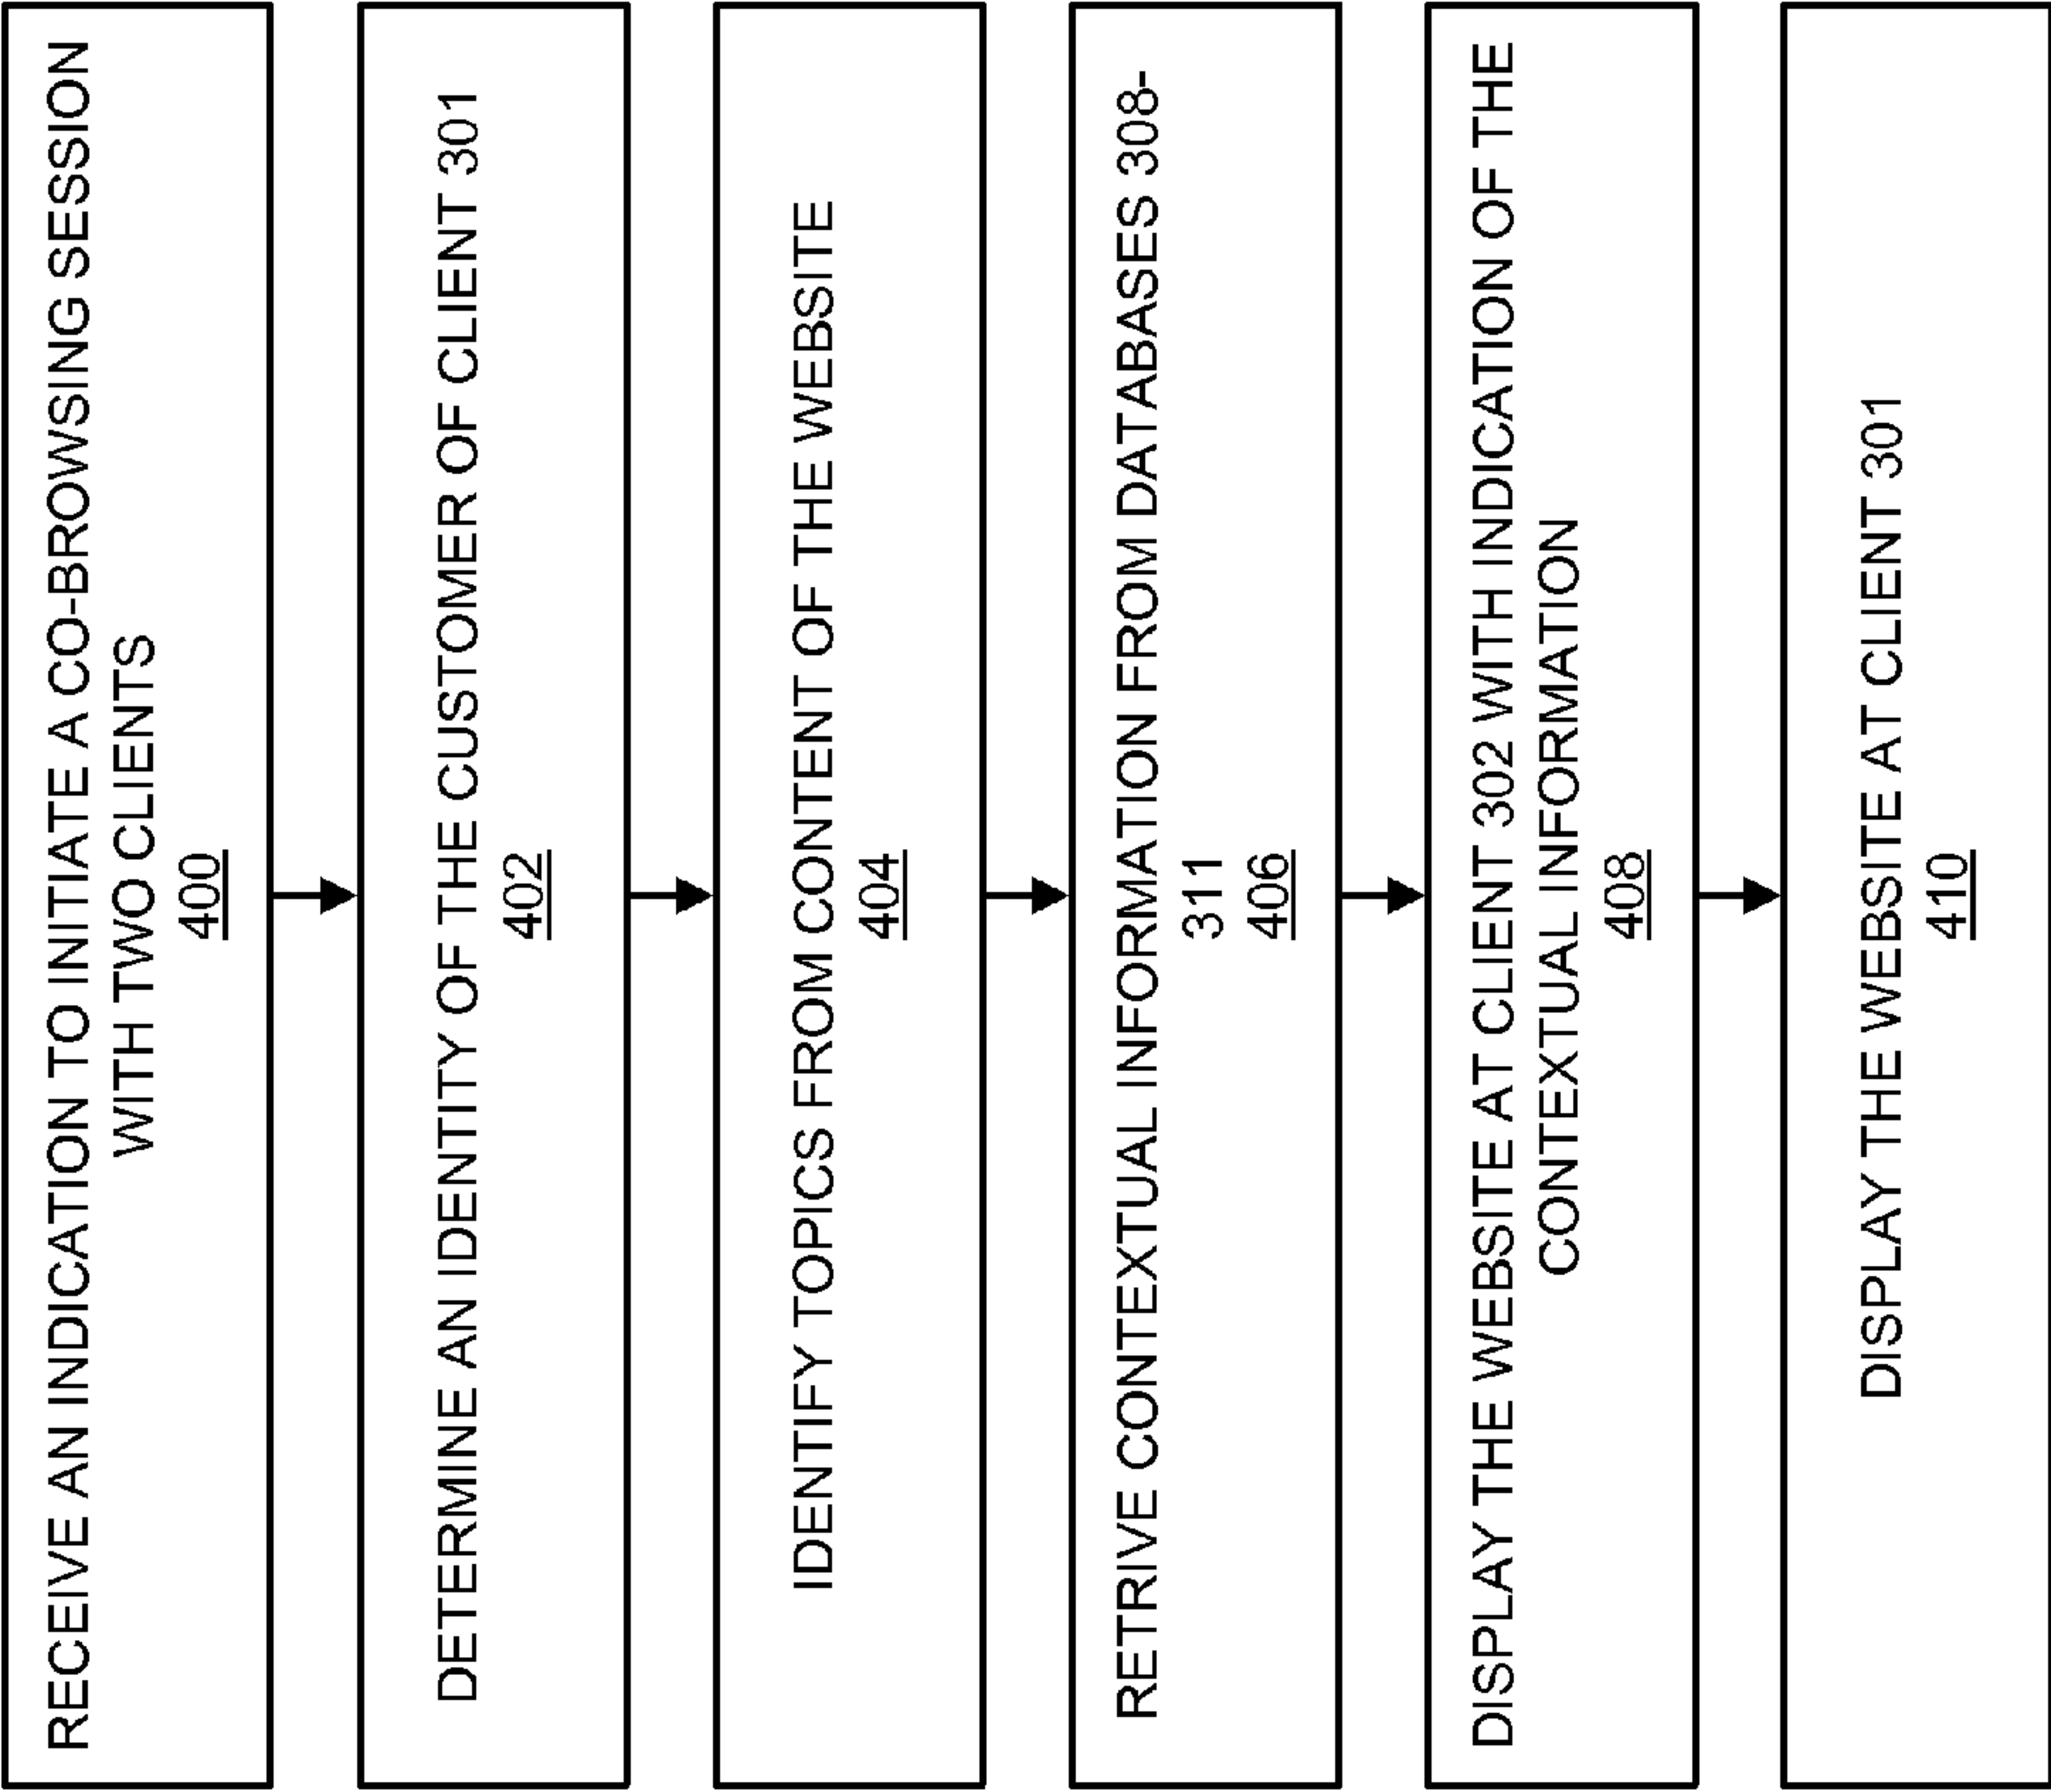 RECEIVE AN INDICATION TO INITIATE A CO-BROWSING SESSION
WITH TWO CLIENTS
400
DETERMINE AN IDENTITY OF THE CUSTOMER OF CLIENT 301
402
IDENTIFY TOPICS FROM CONTENT OF THE WEBSITE
404
RETRIVE CONTEXTUAL INFORMATION FROM DATABASES 308-
311
406
DISPLAY THE WEBSITE AT CLIENT 302 WITH INDICATION OF THE
CONTEXTUAL INFORMATION
408
DISPLAY THE WEBSITE AT CLIENT 301
410